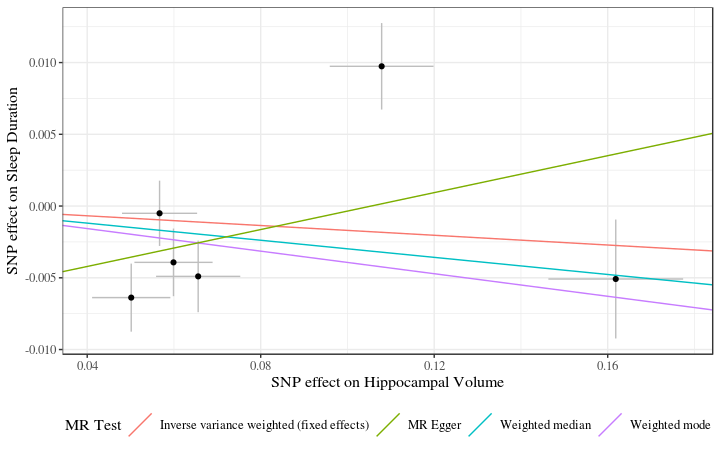 SNP effect on Sleep Duration
0.010
0.005
0.000
-0.005
-0.010
0.04 0.08 0.12 0.16
SNP effect on Hippocampal Volume
MR Test Inverse variance weighted (fixed effects) MR Egger Weighted median Weighted mode